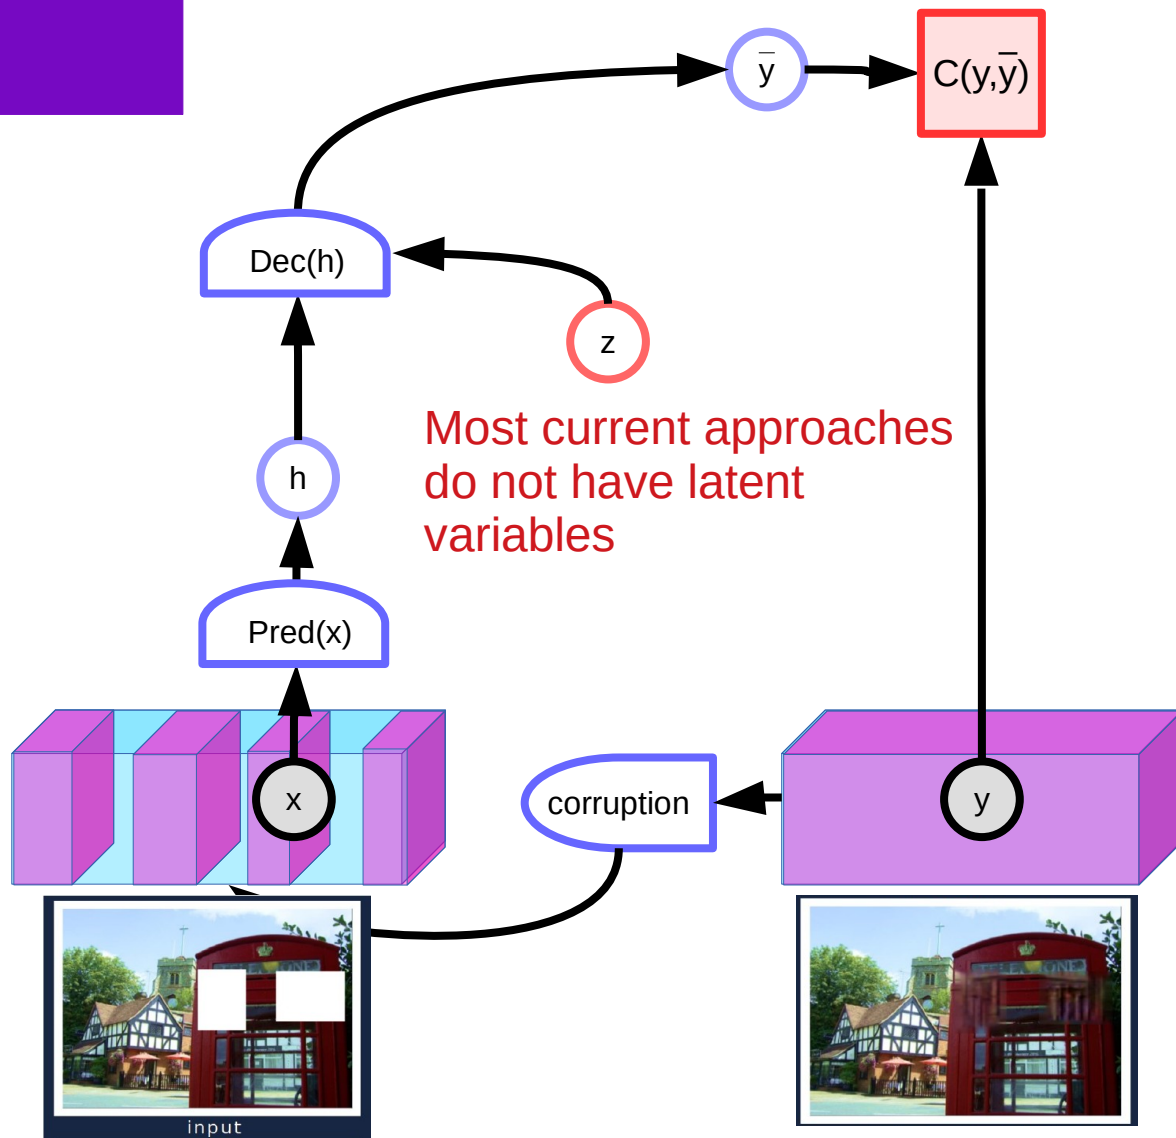 y̅
C(y,y̅)
Dec(h)
z
Most current approaches
do not have latent
variables
h
Pred(x)
x
corruption
y
input